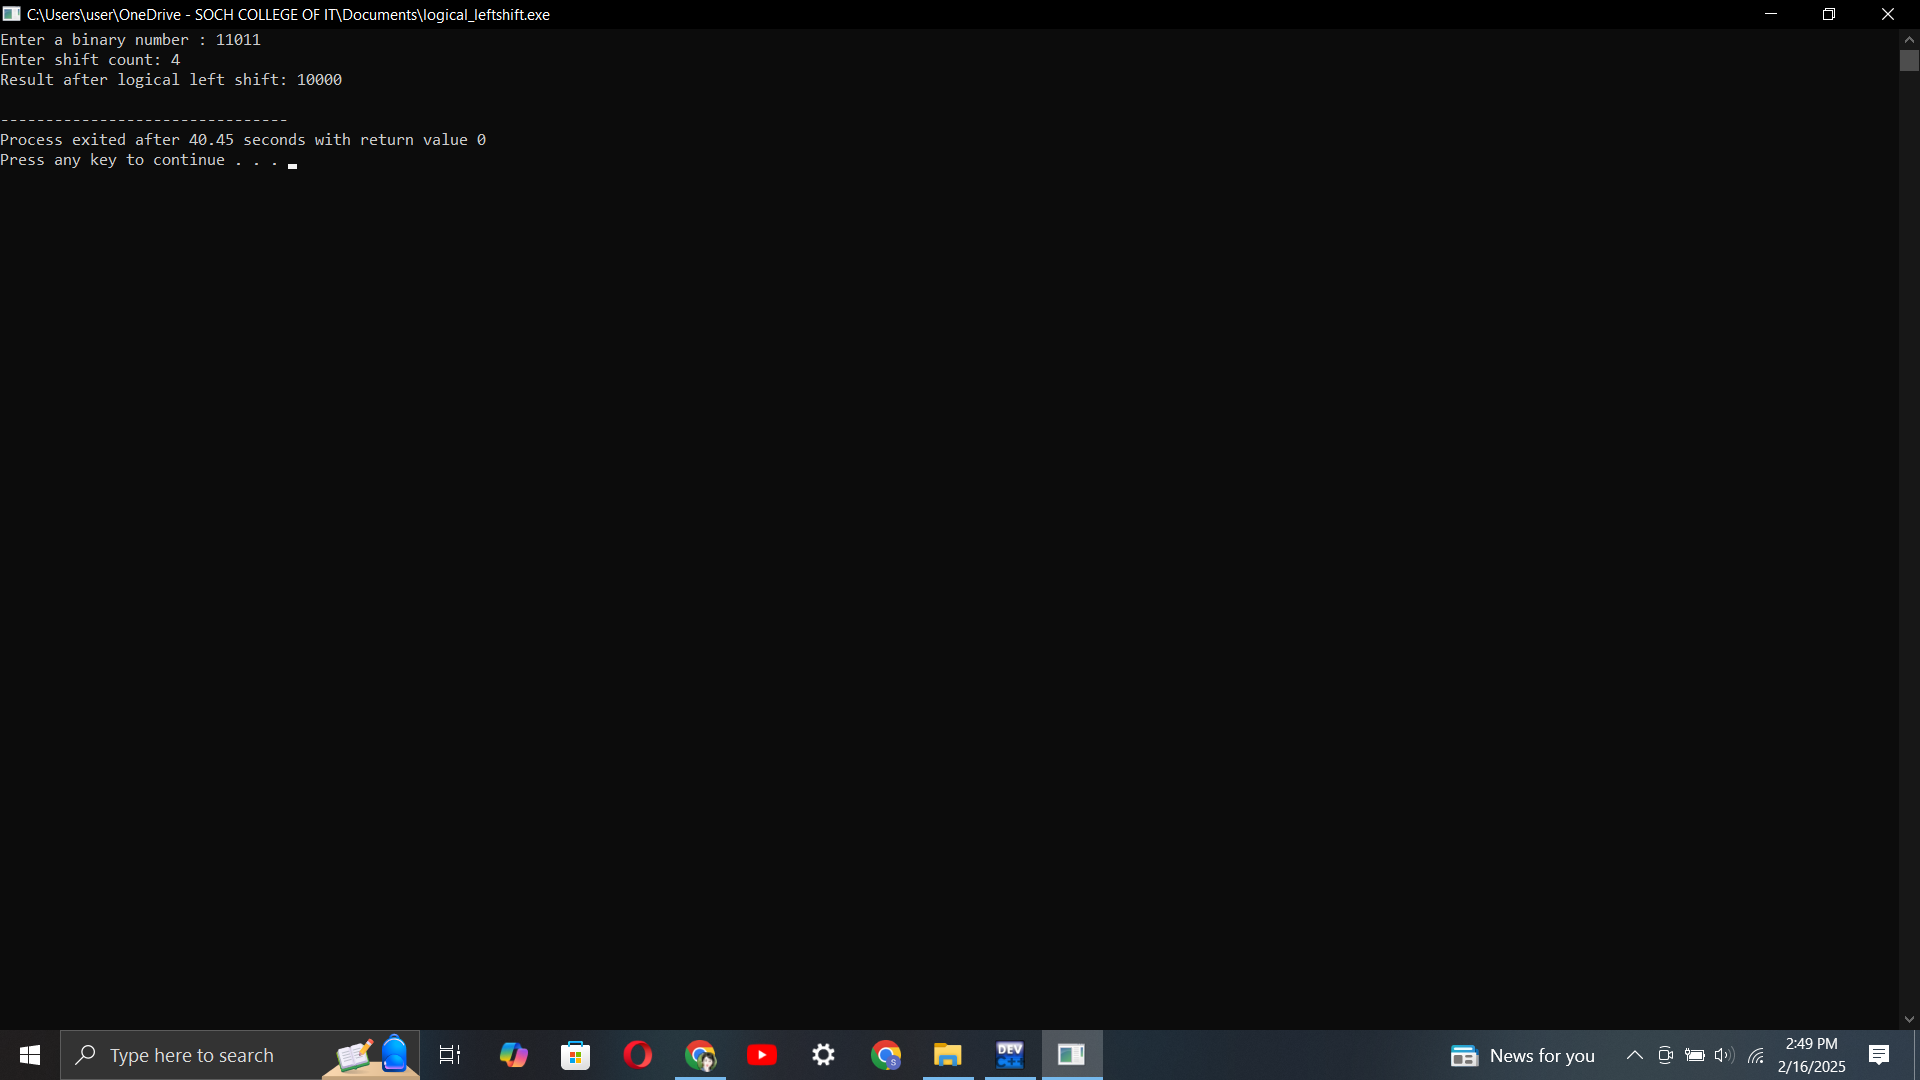 C:\Users\user\OneDrive - SOCH COLLEGE OF IT\Documents\logical_leftshift.exe
Enter a binary number : 11011
Enter shift count: 4
Result after logical left shift: 10000
--------------------------------
Process exited after 40.45 seconds with return value 0
Press any key to continue . . .
Type here to search
DEV
C++
S
News for you
2:49 PM
2/16/2025